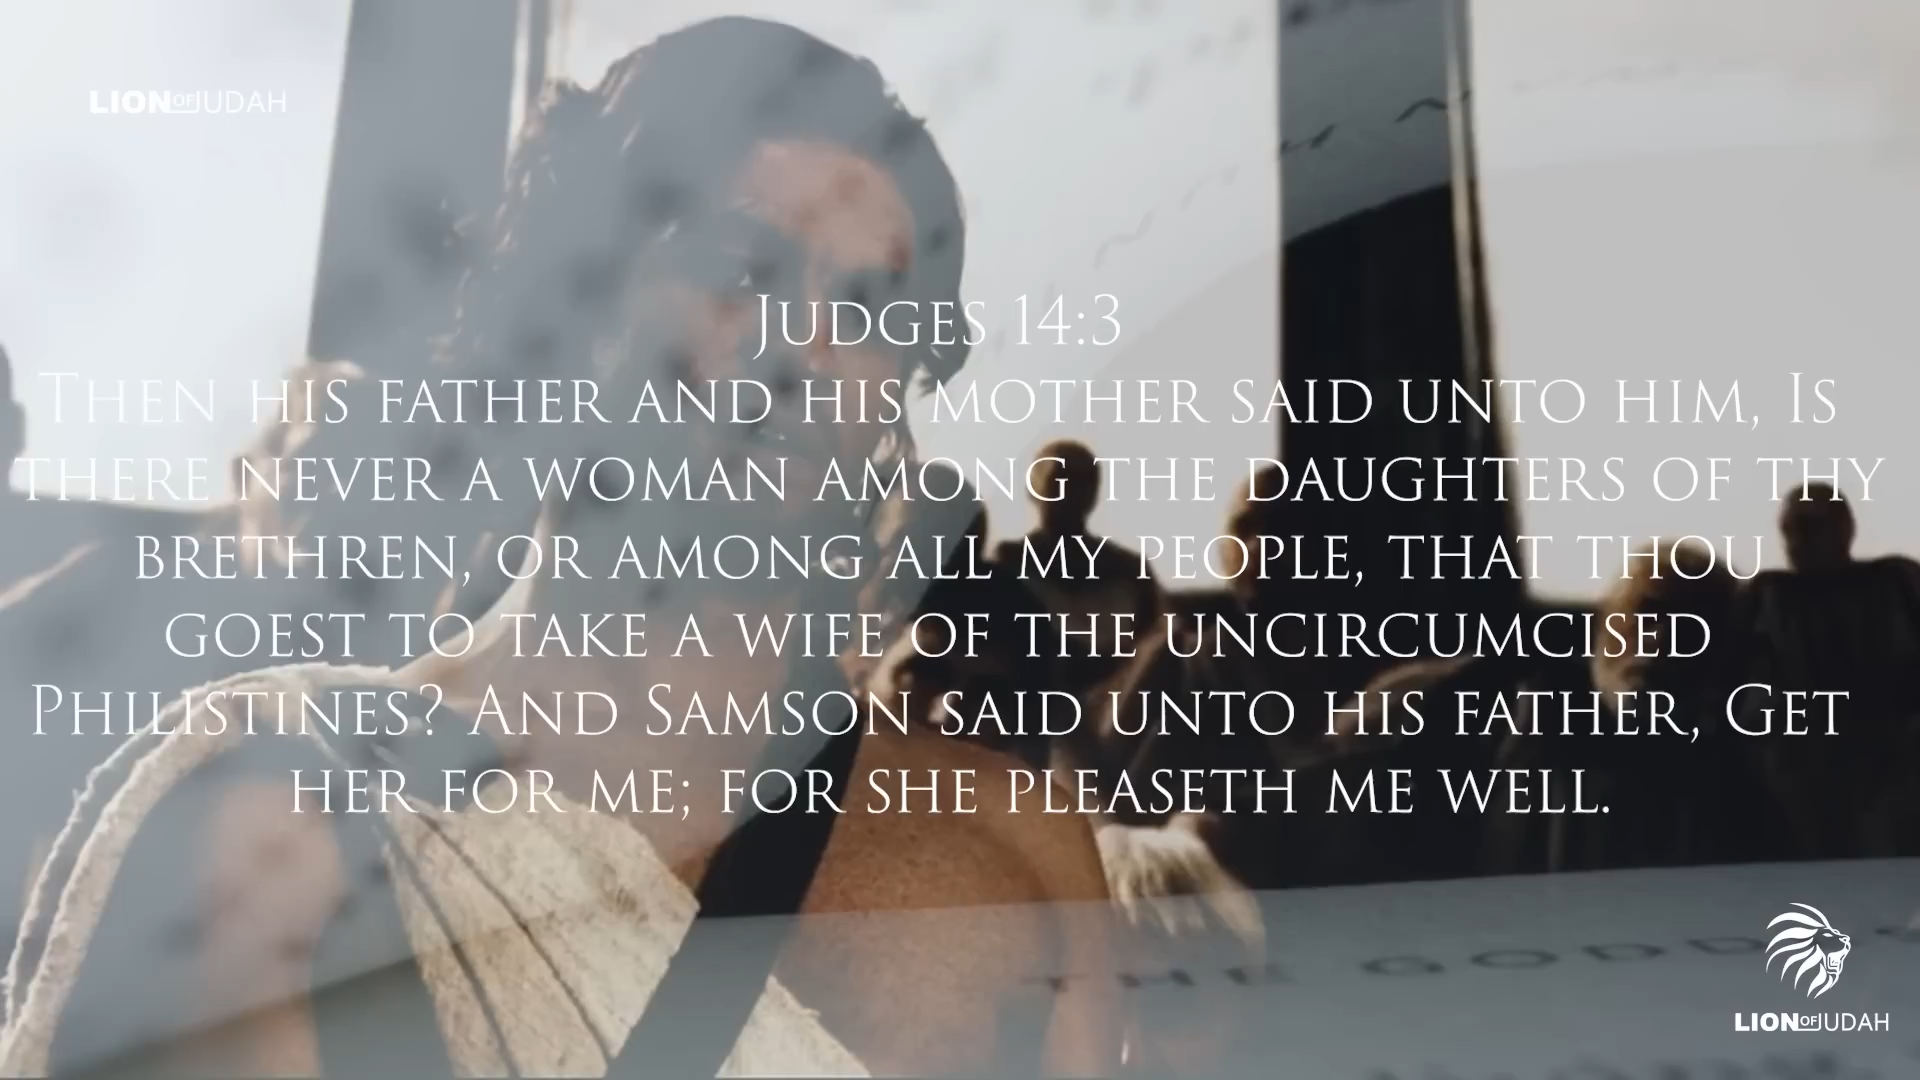 LION OF JUDAH
JUDGES 14:3
THEN HIS FATHER AND HIS MOTHER SAID UNTO HIM, IS
THERE NEVER A WOMAN AMONG THE DAUGHTERS OF THY
BRETHREN, OR AMONG ALL MY PEOPLE, THAT THOU
GOEST TO TAKE A WIFE OF THE UNCIRCUMCISED
PHILISTINES? AND SAMSON SAID UNTO HIS FATHER, GET
HER FOR ME; FOR SHE PLEASETH ME WELL.
THE
LION OF JUDAH